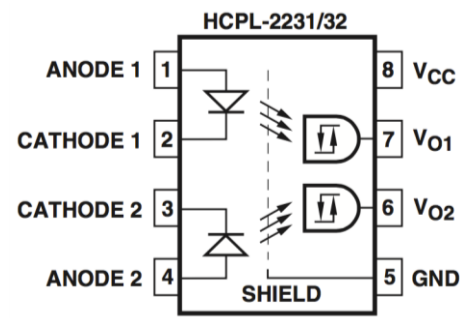 HCPL-2231/32
ANODE 1 1 8 VCC
CATHODE 1 2 7 VO1
CATHODE 2 3 6 VO2
ANODE 2 4 5 GND
SHIELD